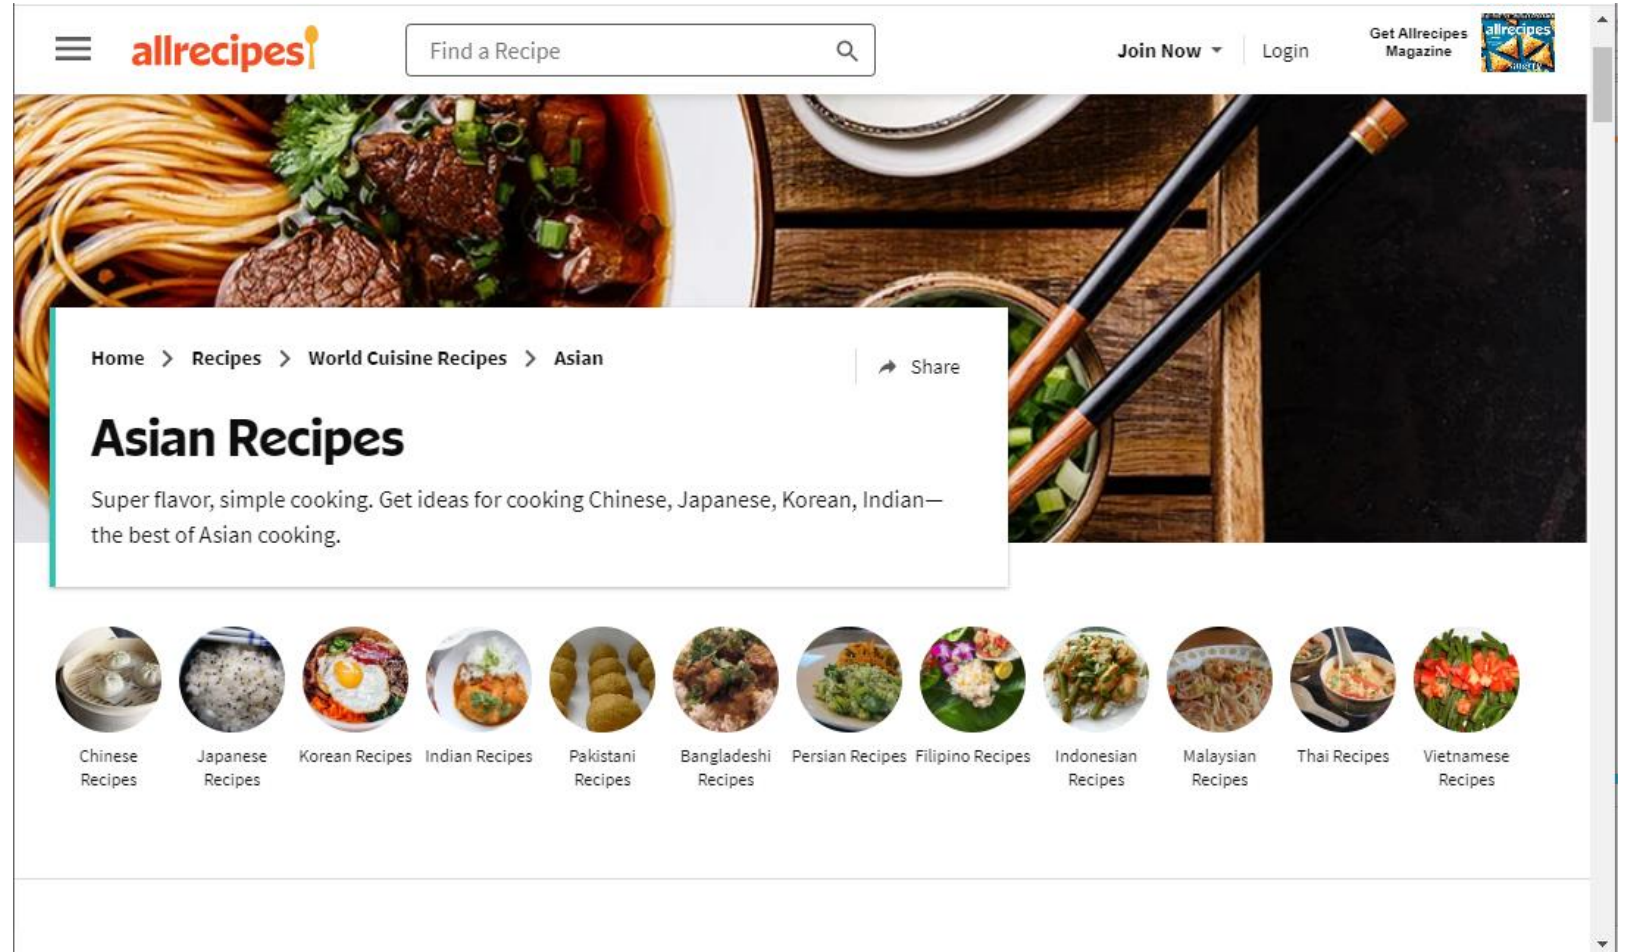 allrecipes
Find a Recipe
Join Now
Login
Get Allrecipes
Magazine
allrecipes
Home > Recipes > World Cuisine Recipes > Asian
Share
Asian Recipes
Super flavor, simple cooking. Get ideas for cooking Chinese, Japanese, Korean, Indian—
the best of Asian cooking.
Chinese
Recipes
Japanese
Recipes
Korean Recipes
Indian Recipes
Pakistani
Recipes
Bangladeshi
Recipes
Persian Recipes
Filipino Recipes
Indonesian
Recipes
Malaysian
Recipes
Thai Recipes
Vietnamese
Recipes